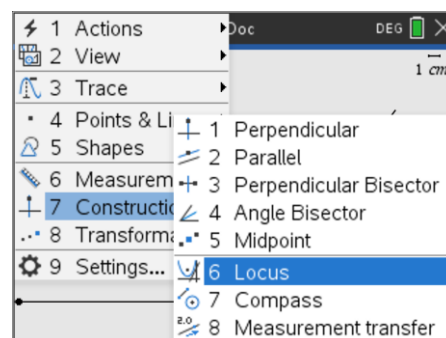 1 Actions
Doc
DEG
2 View
1 cm
3 Trace
4 Points & Li
1 Perpendicular
5 Shapes
2 Parallel
6 Measurem
3 Perpendicular Bisector
7 Constructio
4 Angle Bisector
8 Transforma
5 Midpoint
9 Settings...
6 Locus
7 Compass
2.0
8 Measurement transfer